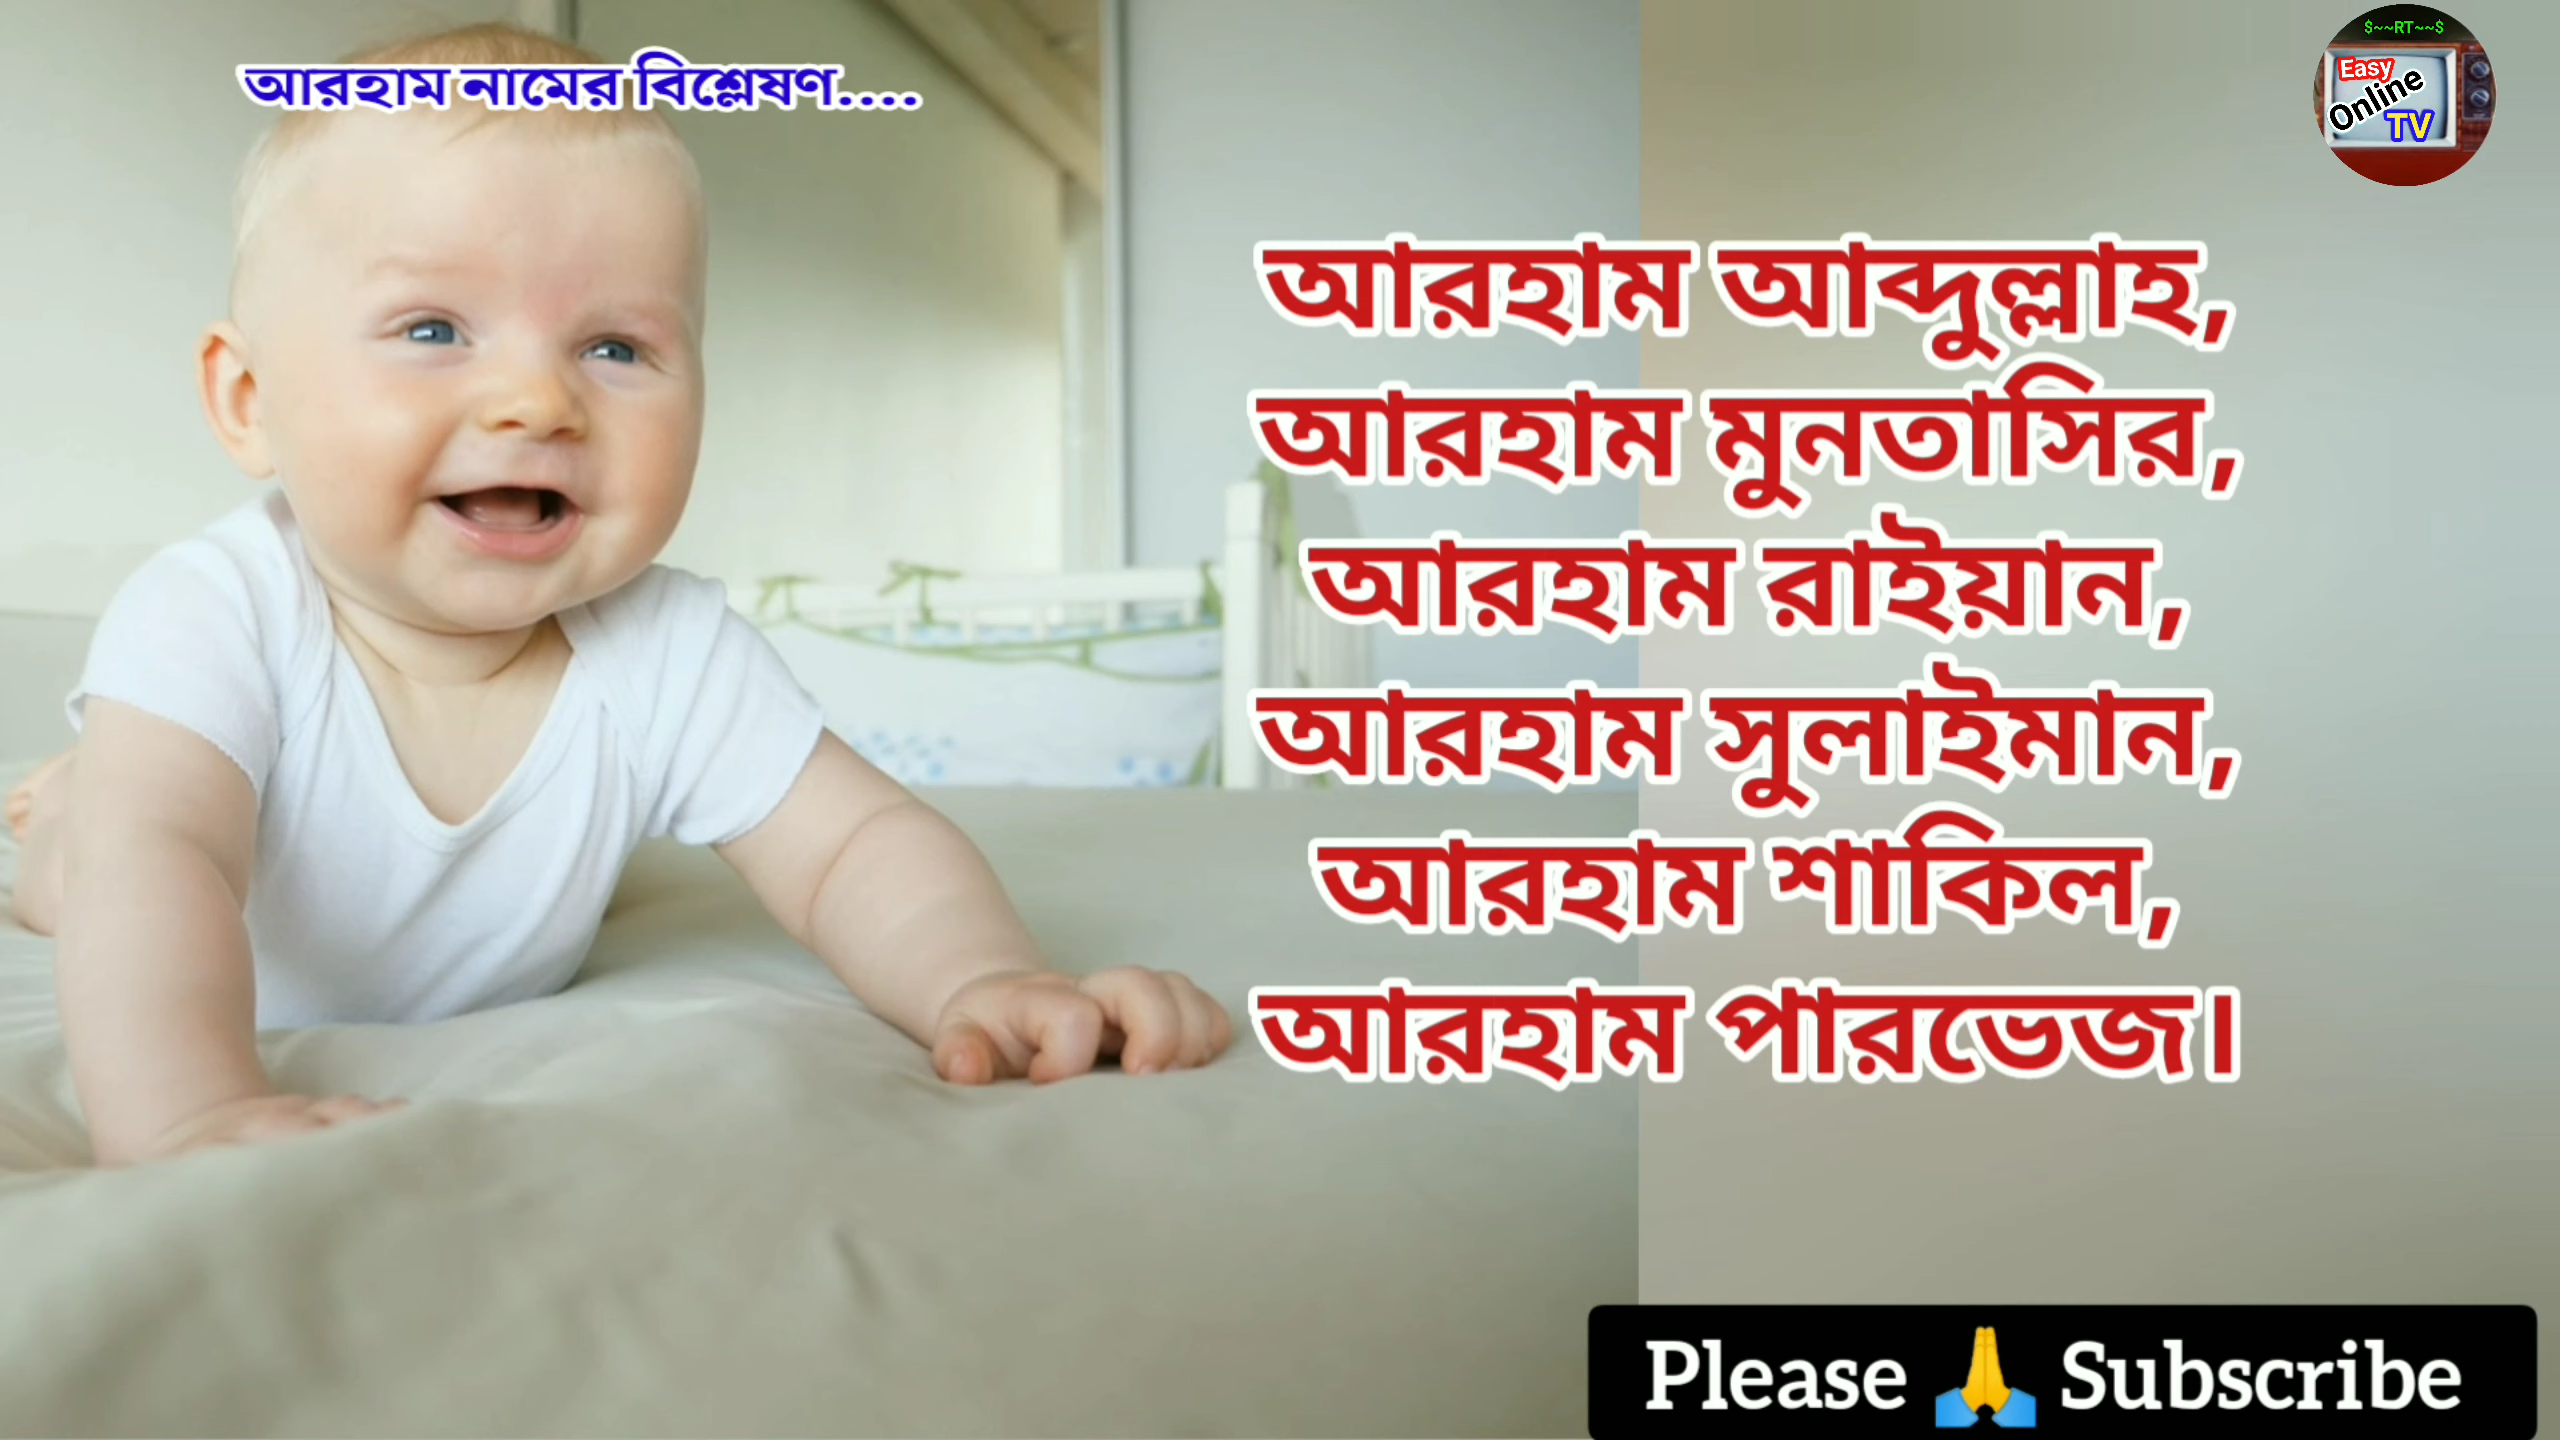 আরহাম নামের বিশ্লেষণ....
$~~RT~~$
Easy
Online
TV
আরহাম আব্দুল্লাহ,
আরহাম মুনতাসির,
আরহাম রাইয়ান,
আরহাম সুলাইমান,
আরহাম শাকিল,
আরহাম পারভেজ।
Please 🙏 Subscribe